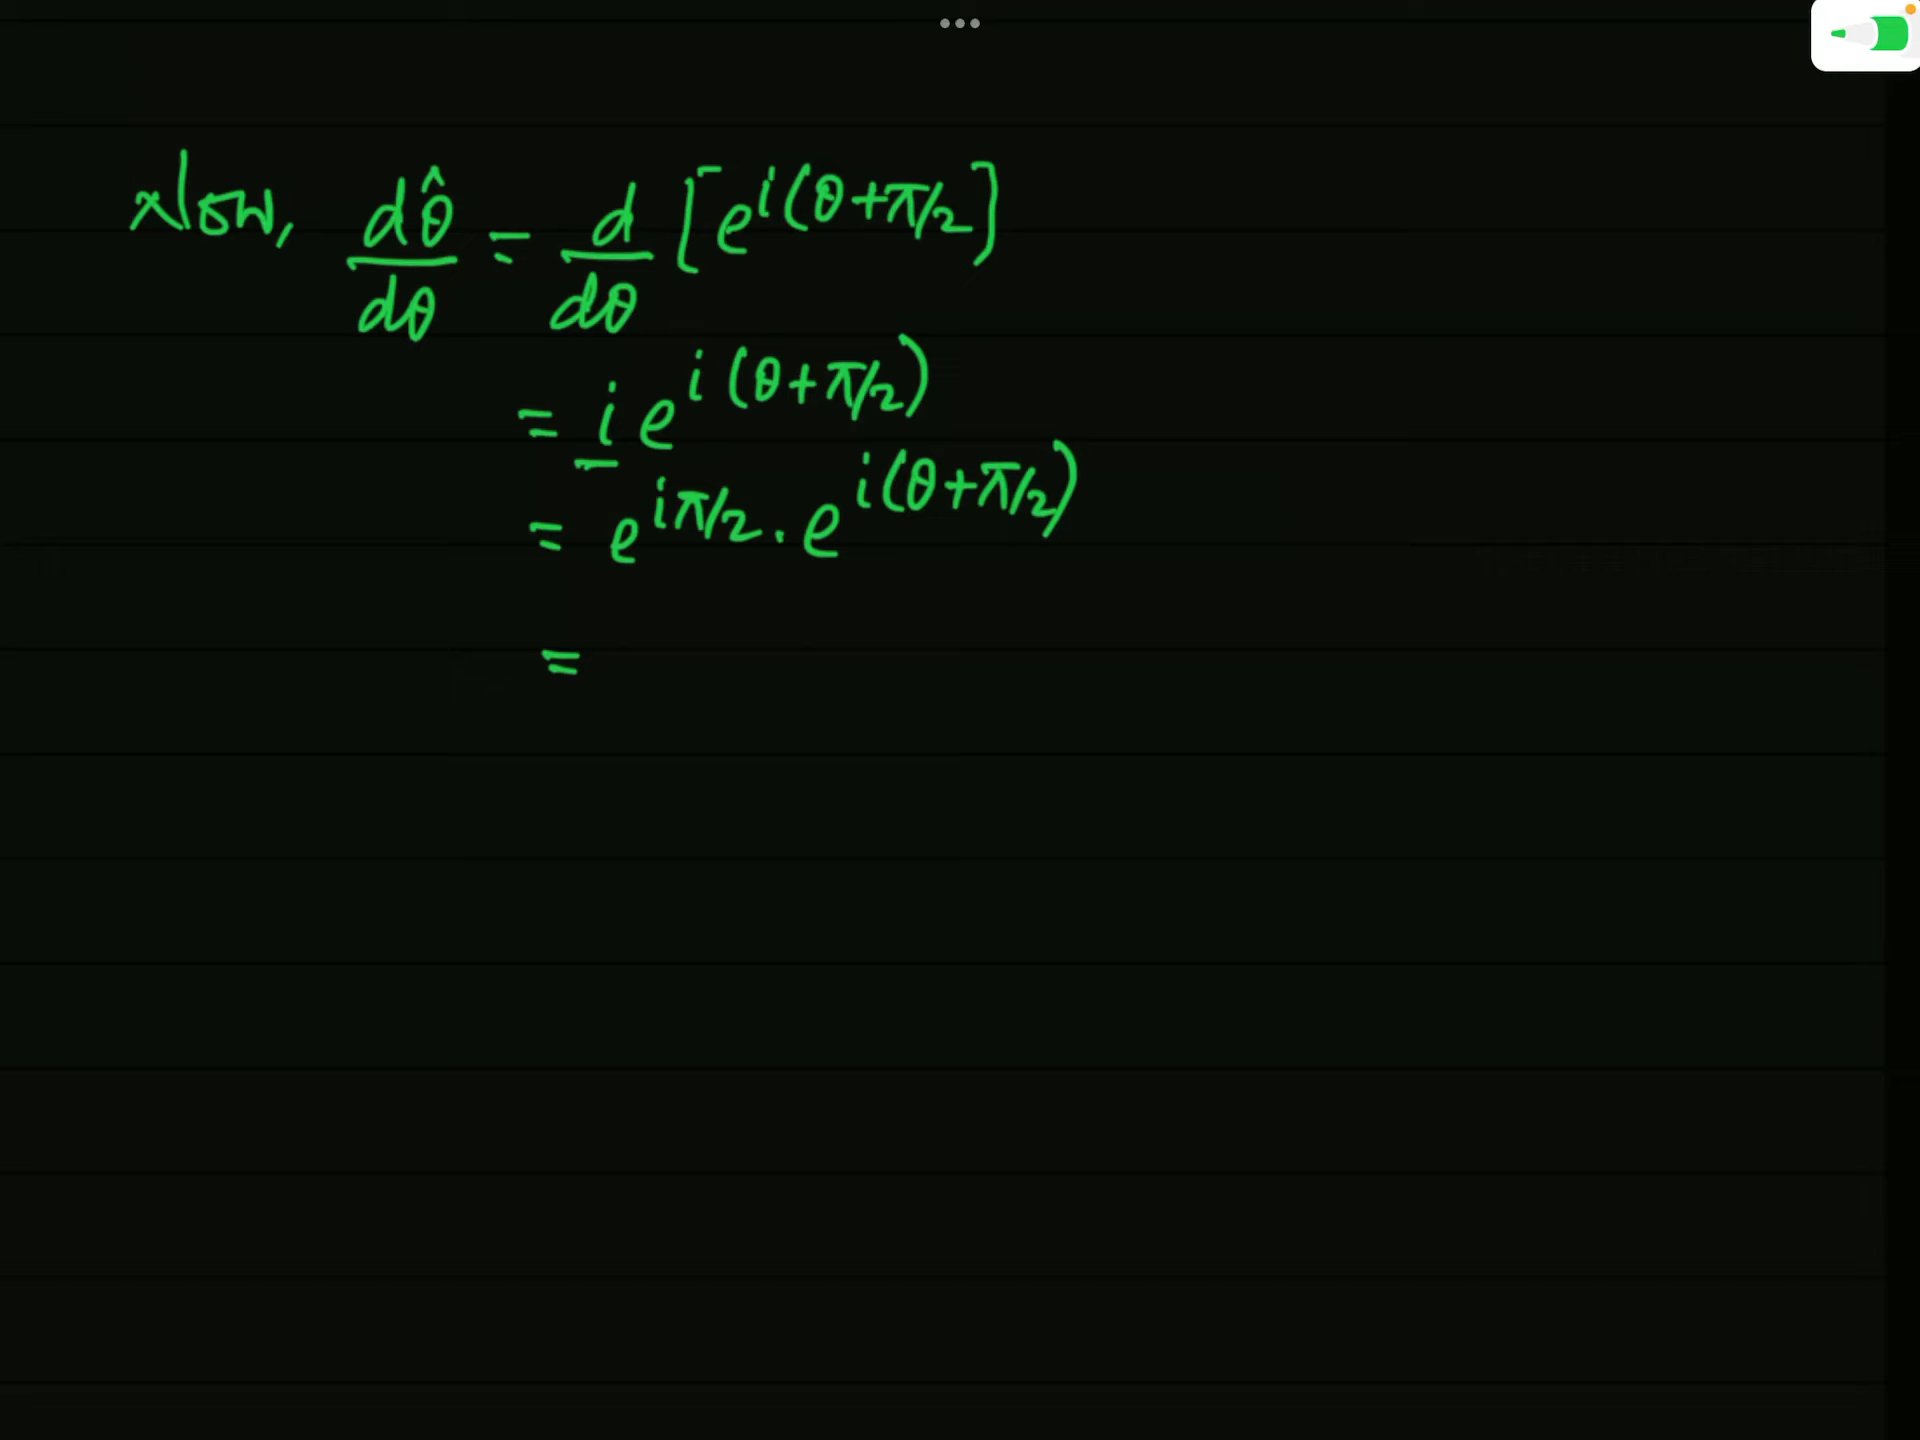 Now, dθ̂/dθ = d/dθ [e^{i(θ+π/2}]
= i e^{i(θ+π/2)}
= e^{iπ/2} . e^{i(θ+π/2)}
=